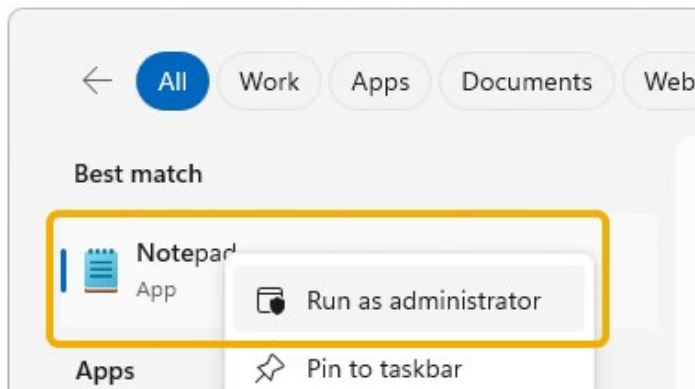 All Work Apps Documents Web
Best match
Notepad
App
Run as administrator
Apps
Pin to taskbar